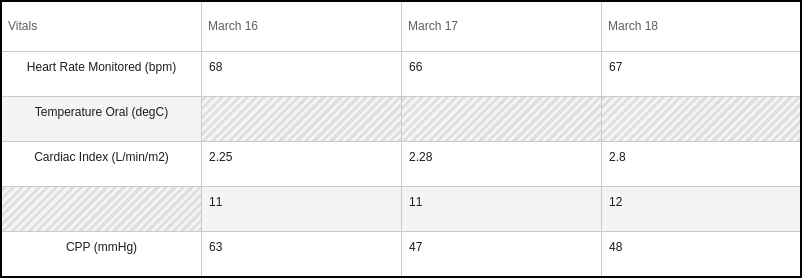 Vitals March 16 March 17 March 18
Heart Rate Monitored (bpm) 68 66 67
Temperature Oral (degC)
Cardiac Index (L/min/m2) 2.25 2.28 2.8
11 11 12
CPP (mmHg) 63 47 48